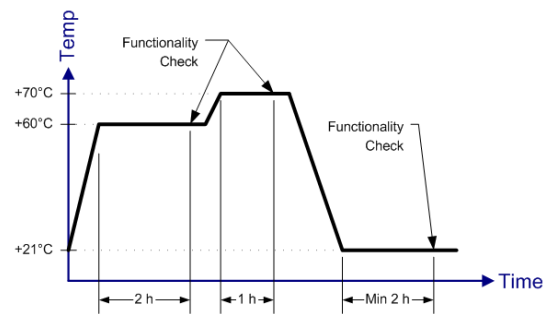 Temp
Functionality
Check
+70°C
+60°C
Functionality
Check
+21°C
Time
2 h
1 h
Min 2 h